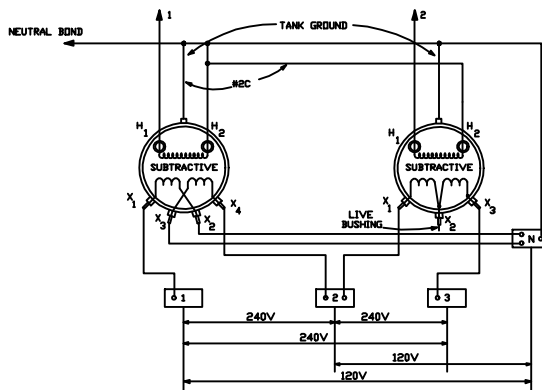 1
2
NEUTRAL BOND
TANK GROUND
#2C
H1
H2
H1
H2
SUBTRACTIVE
SUBTRACTIVE
X1
X3
X2
X4
X1
X2
X3
LIVE
BUSHING
N
1
2
3
240V
240V
240V
120V
120V